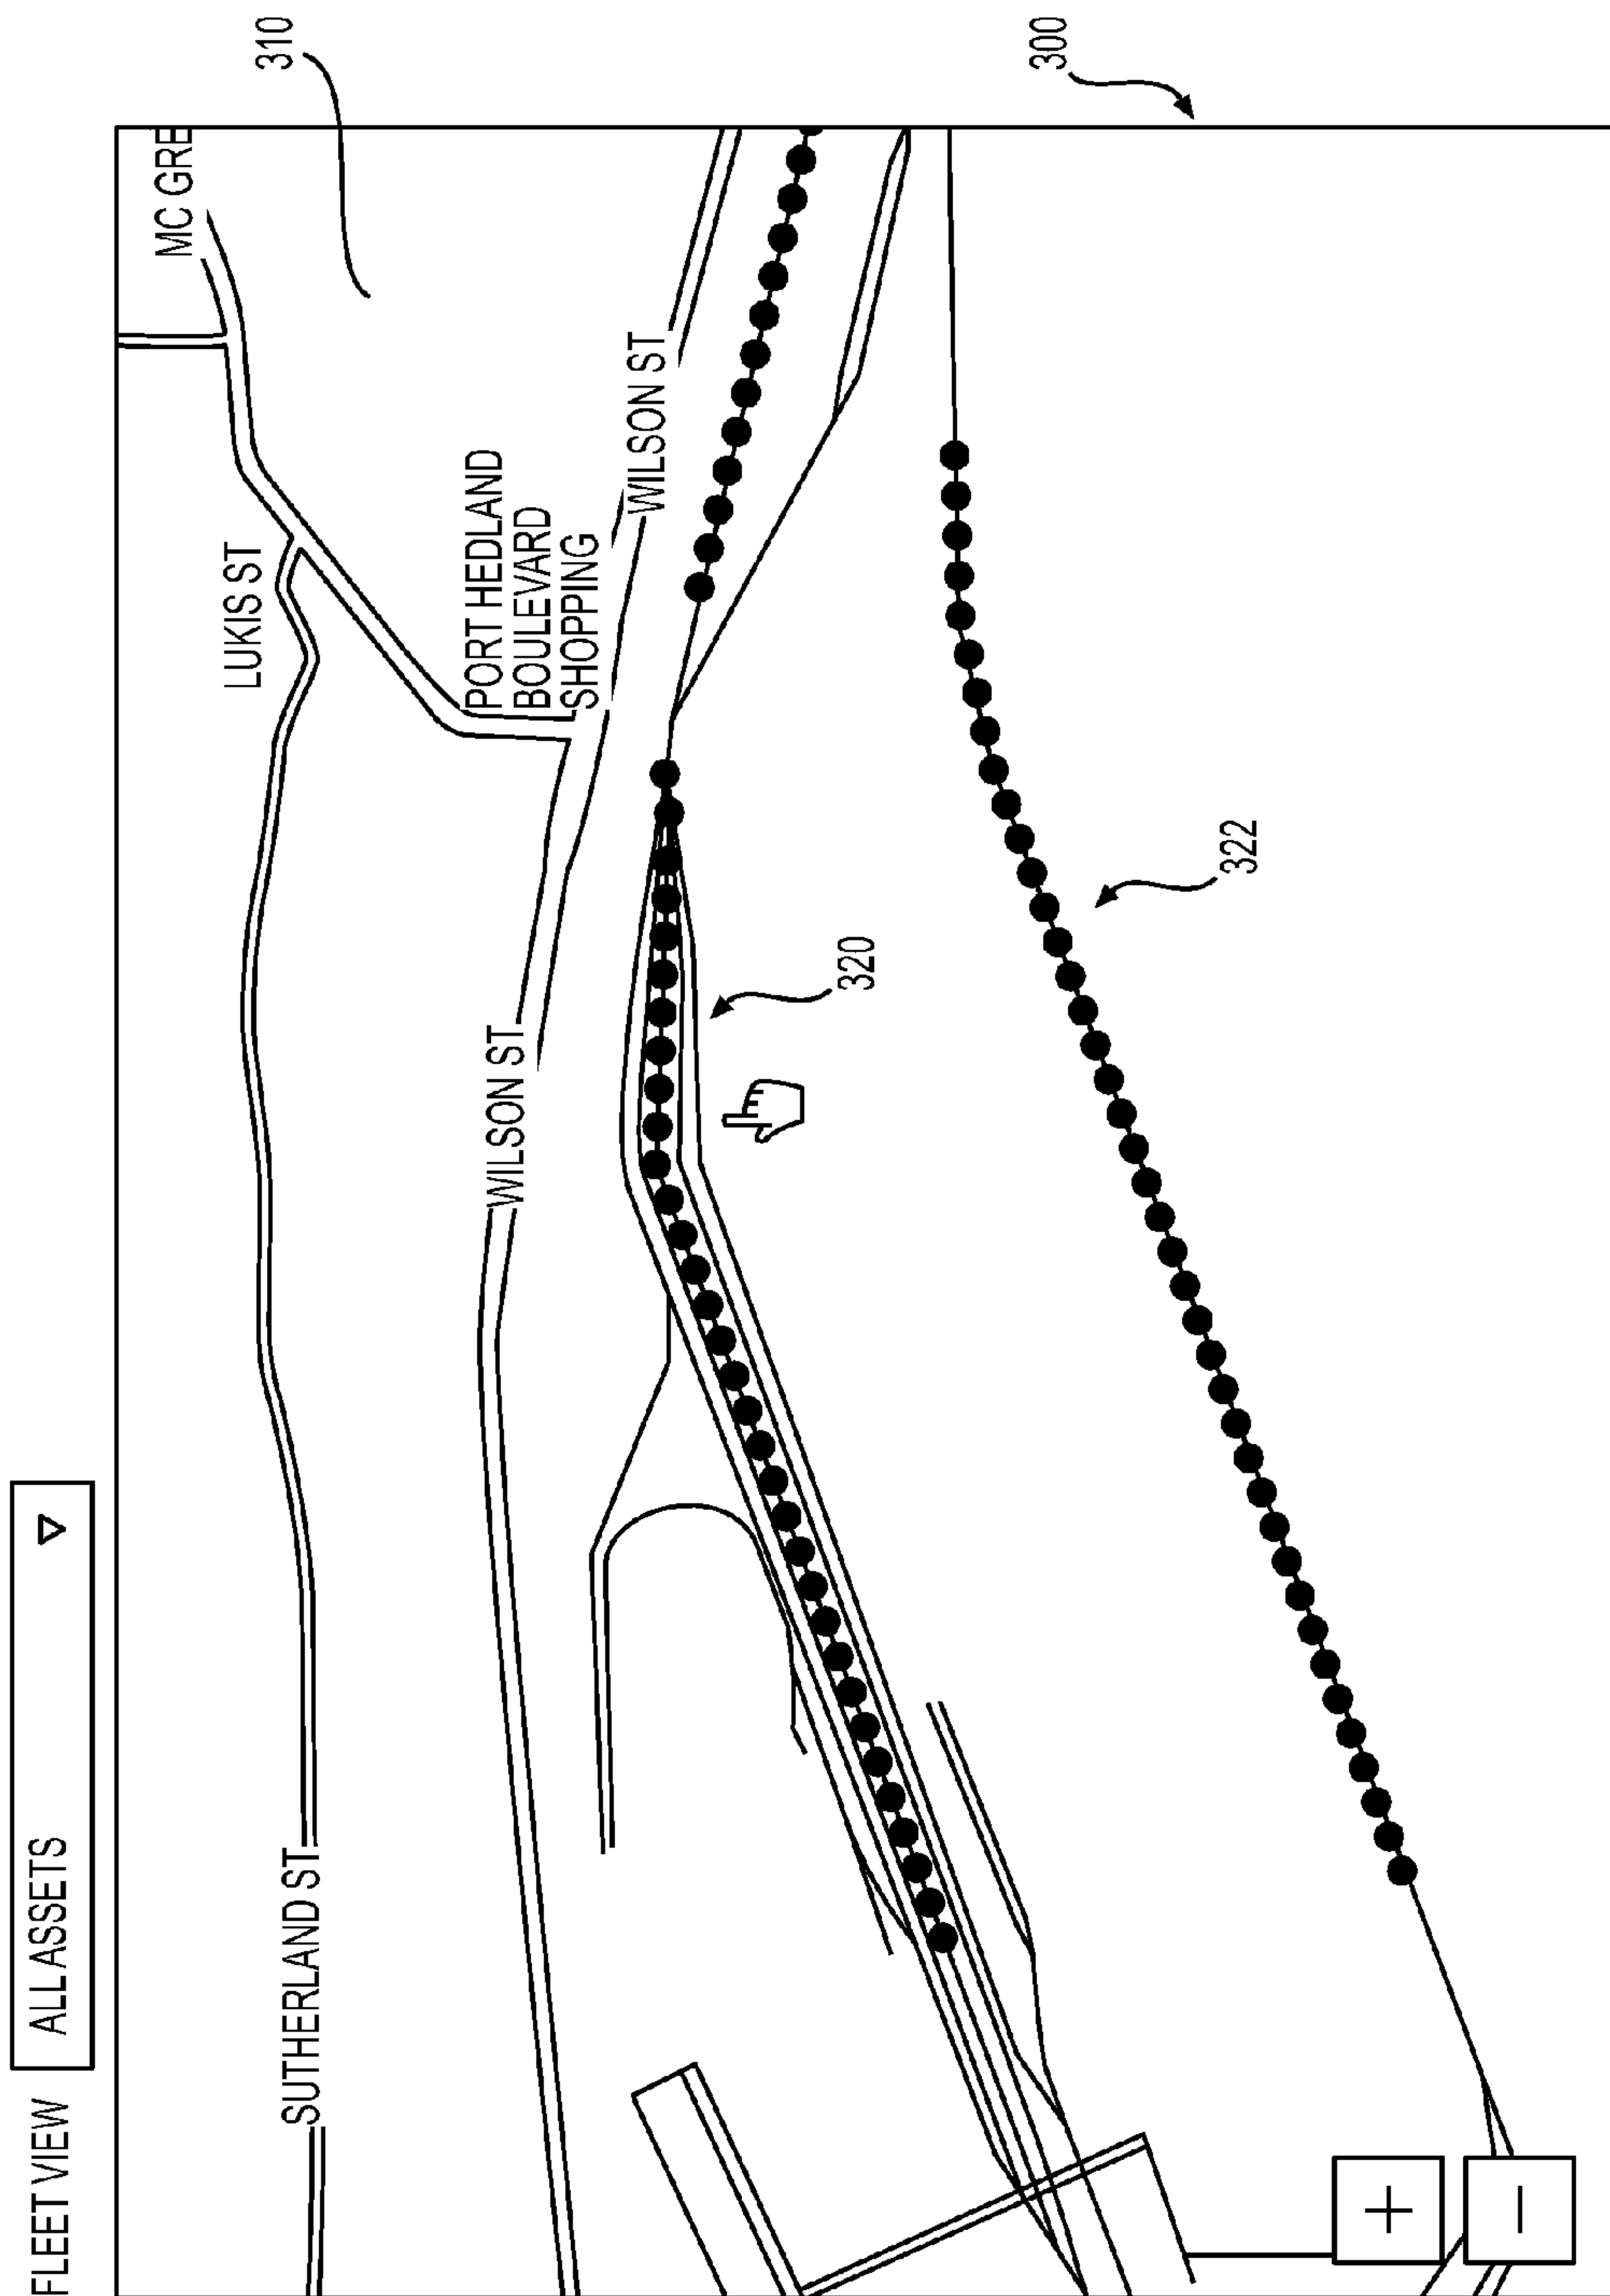 FLEET VIEW
ALL ASSETS
310
MC GRE
300
LUKIS ST
SUTHERLAND ST
PORT HEDLAND
BOULEVARD
SHOPPING
WILSON ST
WILSON ST
320
322
+
−